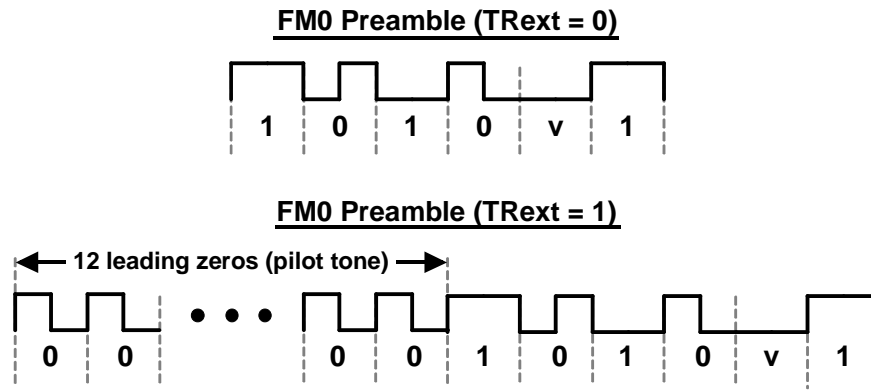 FM0 Preamble (TRext = 0)
1 0 1 0 v 1
FM0 Preamble (TRext = 1)
12 leading zeros (pilot tone)
0 0 0 0 1 0 1 0 v 1